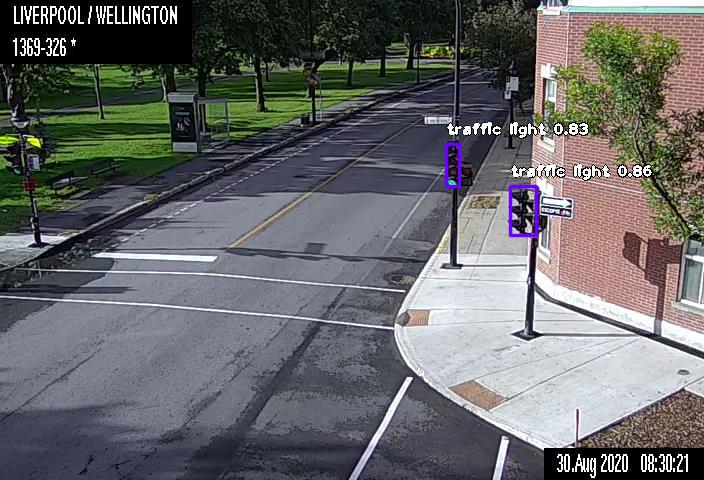 LIVERPOOL / WELLINGTON
1369-326 *
traffic light 0.83
traffic light 0.86
30.Aug 2020 08:30:21